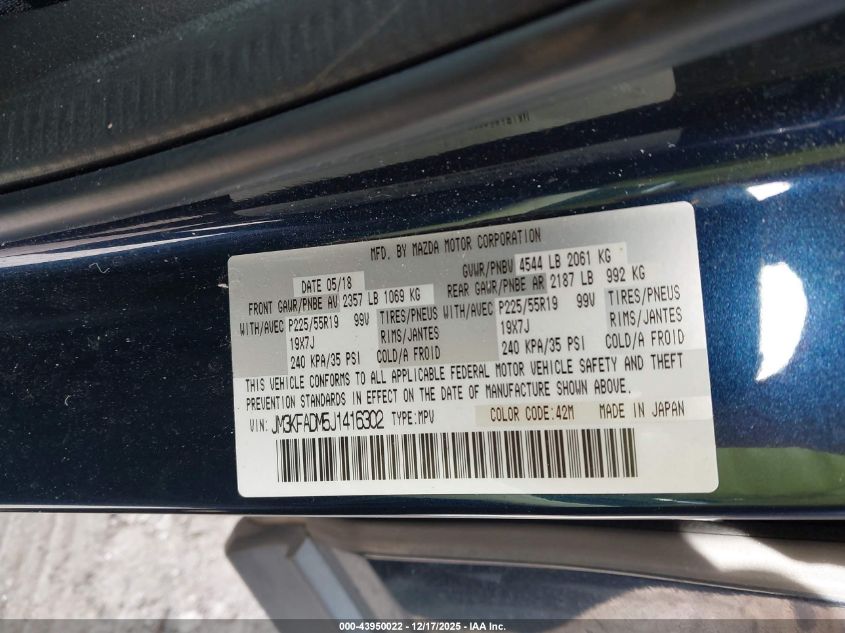 MFD. BY MAZDA MOTOR CORPORATION
DATE 05/18 GVWR/PNBV 4544 LB 2061 KG
FRONT GAWR/PNBE AV 2357 LB 1069 KG REAR GAWR/PNBE AR 2187 LB 992 KG
WITH/AVEC P225/55R19 99V TIRES/PNEUS WITH/AVEC P225/55R19 99V TIRES/PNEUS
19X7J RIMS/JANTES 19X7J RIMS/JANTES
240 KPA/35 PSI COLD/A FROID 240 KPA/35 PSI COLD/A FROID
THIS VEHICLE CONFORMS TO ALL APPLICABLE FEDERAL MOTOR VEHICLE SAFETY AND THEFT
PREVENTION STANDARDS IN EFFECT ON THE DATE OF MANUFACTURE SHOWN ABOVE.
VIN: JM3KFADM5J1416302 TYPE:MPV COLOR CODE:42M MADE IN JAPAN
000-43950022 - 12/17/2025 - IAA Inc.